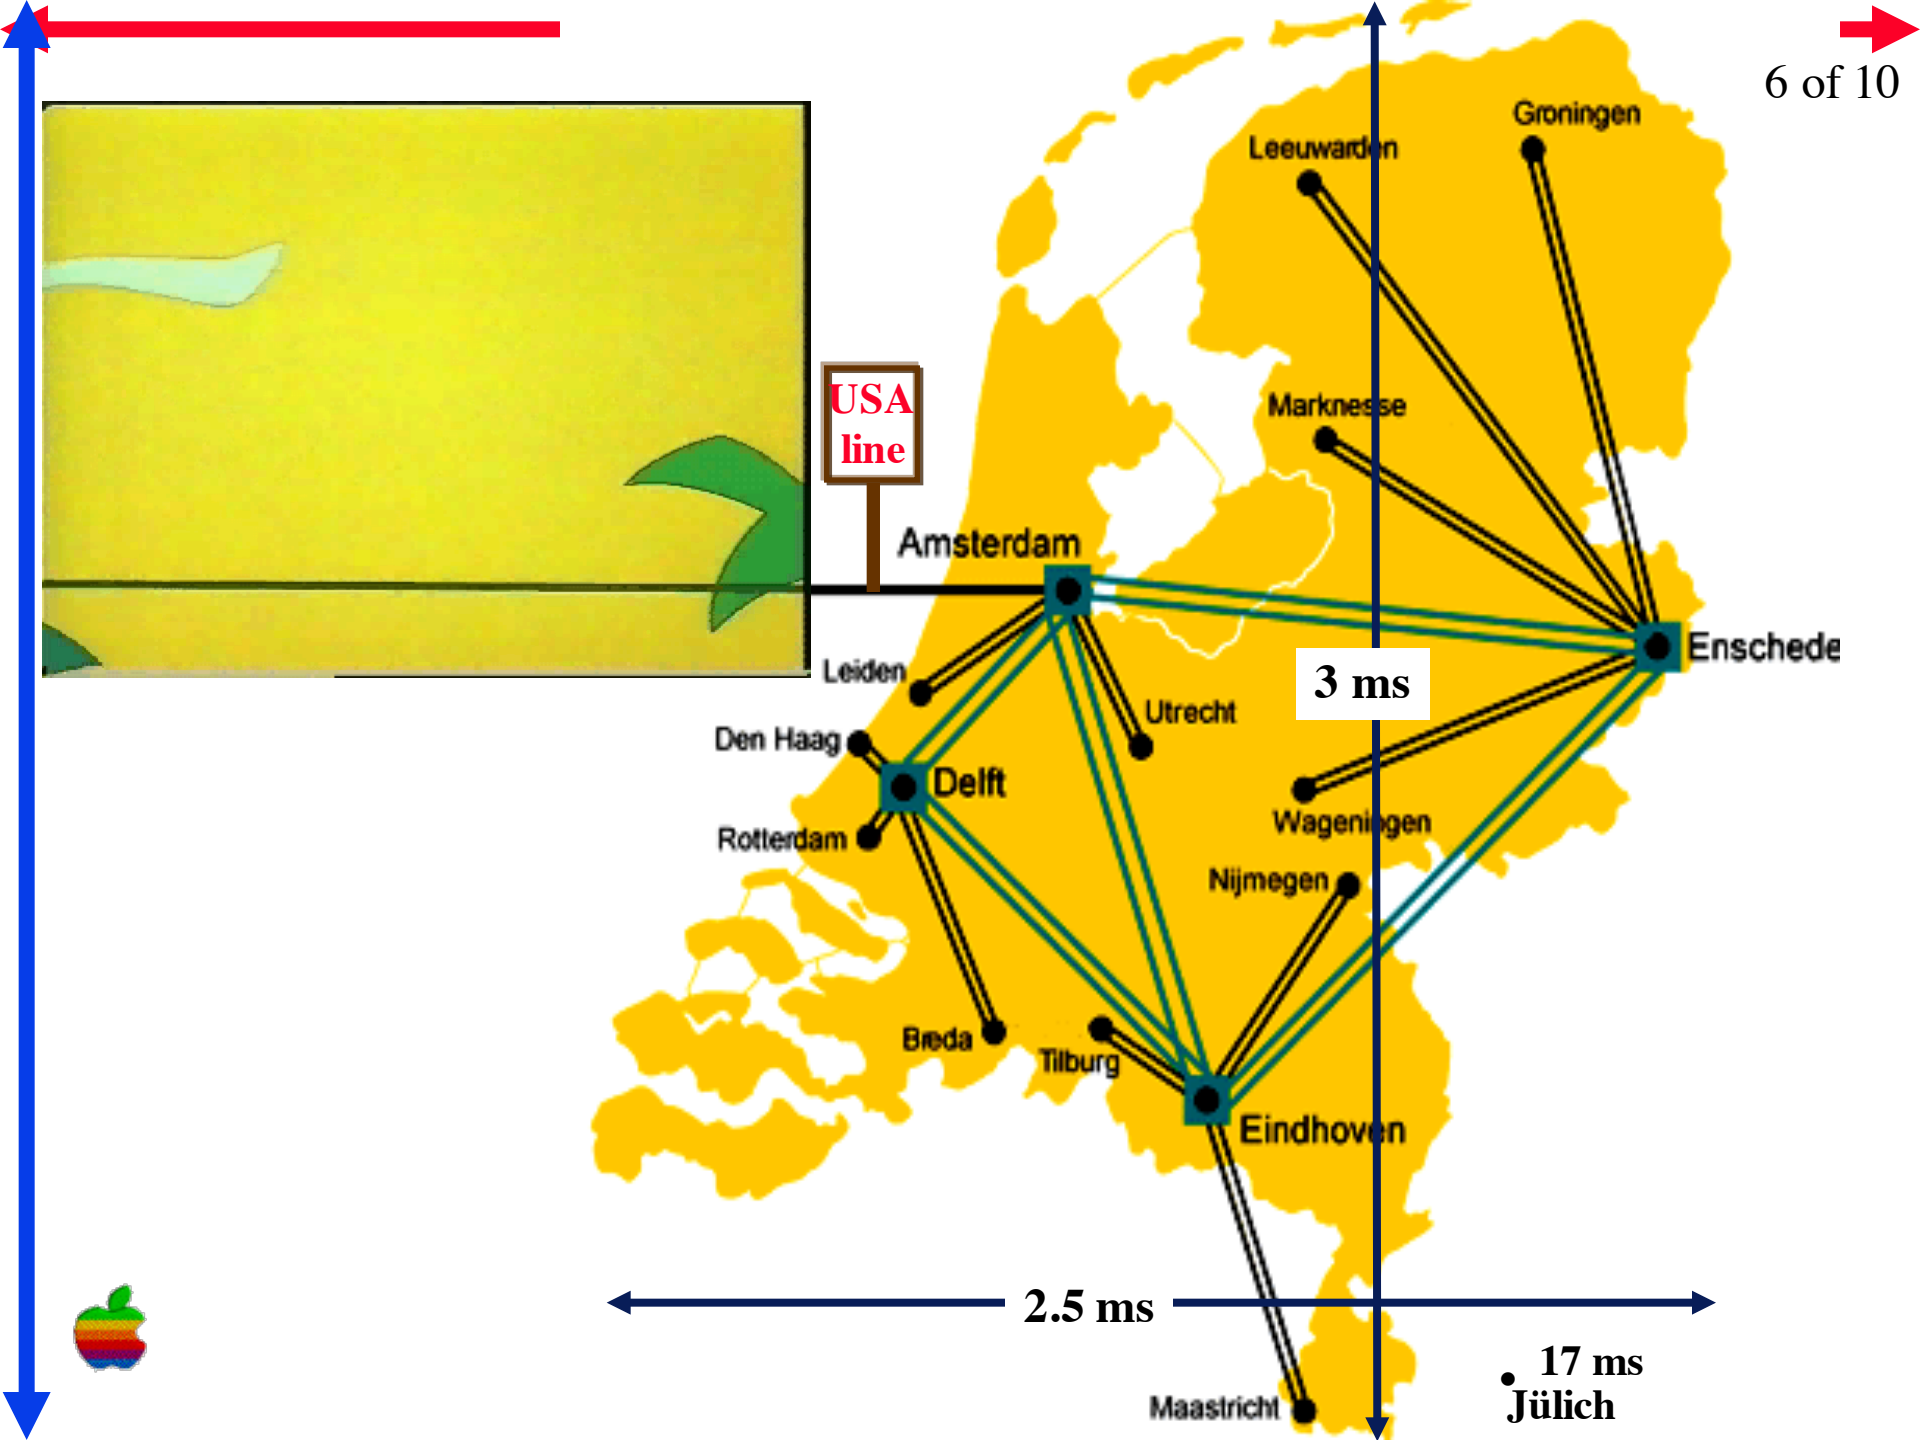 6 of 10
Groningen
Leeuwarden
USA
line
Marknesse
Amsterdam
Enschede
Leiden
3 ms
Utrecht
Den Haag
Delft
Wageningen
Rotterdam
Nijmegen
Breda
Tilburg
Eindhoven
2.5 ms
17 ms
Jülich
Maastricht